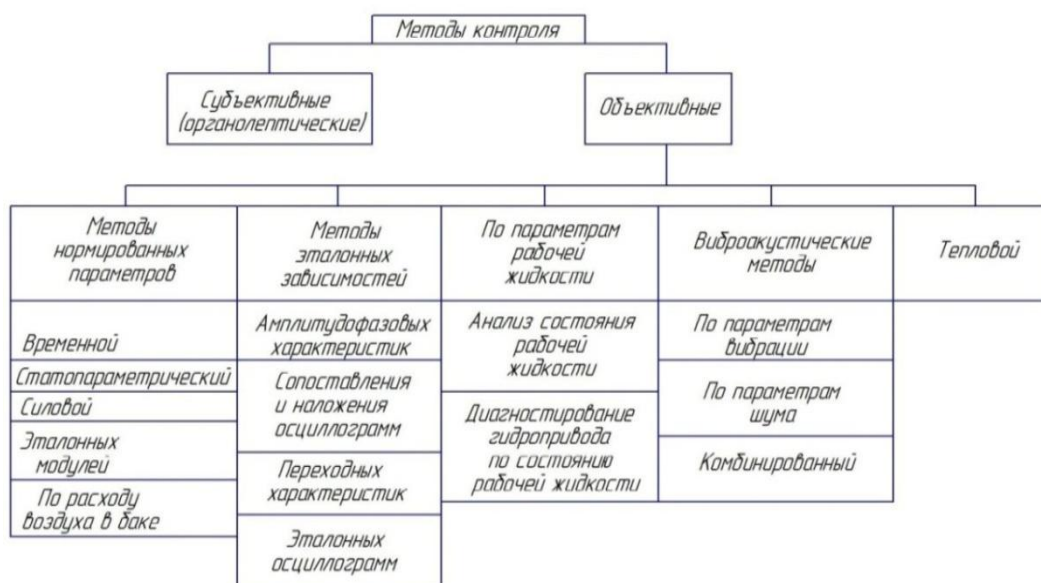 Методы контроля
Субъективные
(органолептические)
Объективные
Методы
нормированных
параметров
Временной
Статопараметрический
Силовой
Эталонных
модулей
По расходу
воздуха в баке
Методы
эталонных
зависимостей
Амплитудофазовых
характеристик
Сопоставления
и наложения
осциллограмм
Переходных
характеристик
Эталонных
осциллограмм
По параметрам
рабочей
жидкости
Анализ состояния
рабочей
жидкости
Диагностирование
гидропривода
по состоянию
рабочей жидкости
Виброакустические
методы
По параметрам
вибрации
По параметрам
шума
Комбинированный
Тепловой